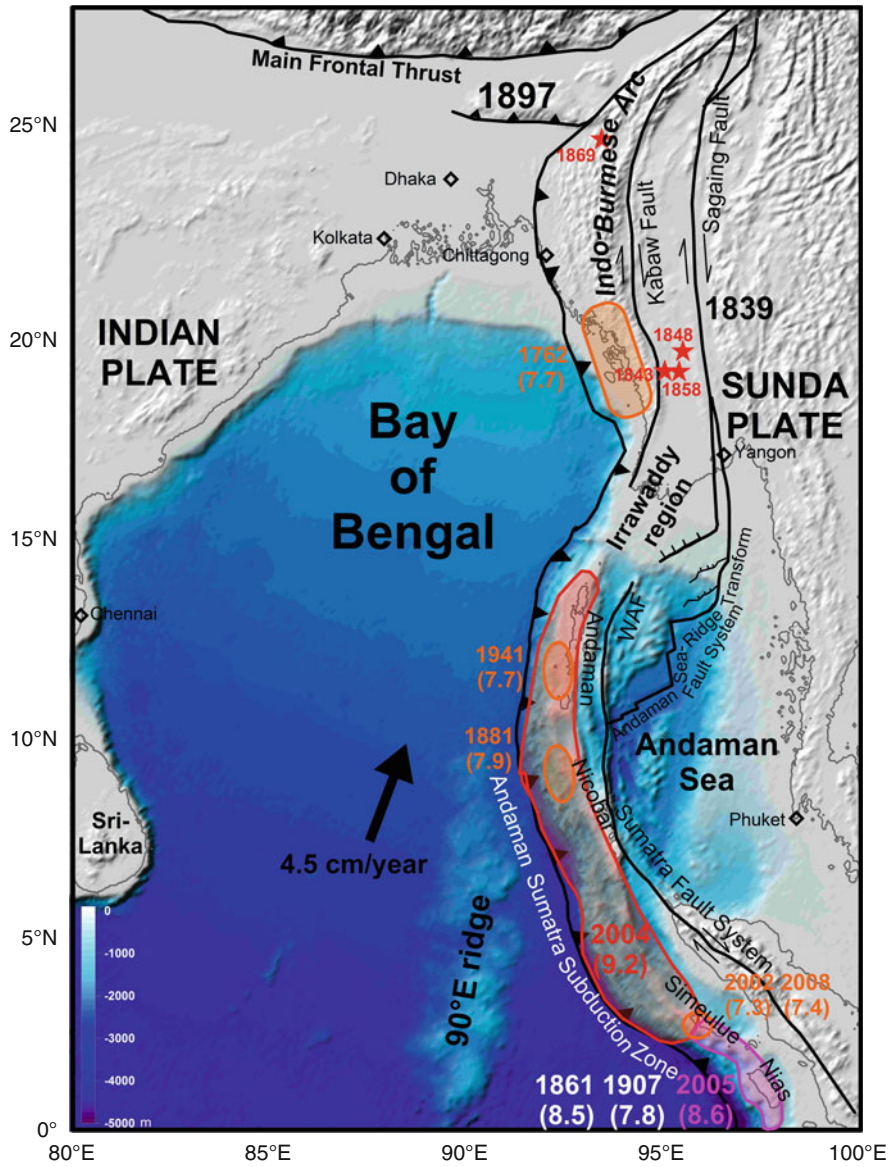 Main Frontal Thrust
1897
25°N
1869
Indo-Burmese Arc
Sagaing Fault
Dhaka
Kolkata
Chittagong
Kabaw Fault
1839
20°N
INDIAN
PLATE
1762
(7.7)
1848
1843
1858
SUNDA
PLATE
Bay
of
Bengal
Yangon
Irrawaddy
region
15°N
Chennai
Andaman
WAF
Andaman Sea-Ridge Transform
Fault System
1941
(7.7)
10°N
1881
(7.9)
Nicobar
Andaman
Sea
Phuket
Sri-
Lanka
4.5 cm/year
Andaman Sumatra Subduction Zone
Sumatra Fault System
90°E ridge
5°N
0
-1000
-2000
-3000
-4000
-5000 m
2004
(9.2)
2002 2008
(7.3) (7.4)
Simeulue
Nias
1861 1907 2005
(8.5) (7.8) (8.6)
0°
80°E 85°E 90°E 95°E 100°E